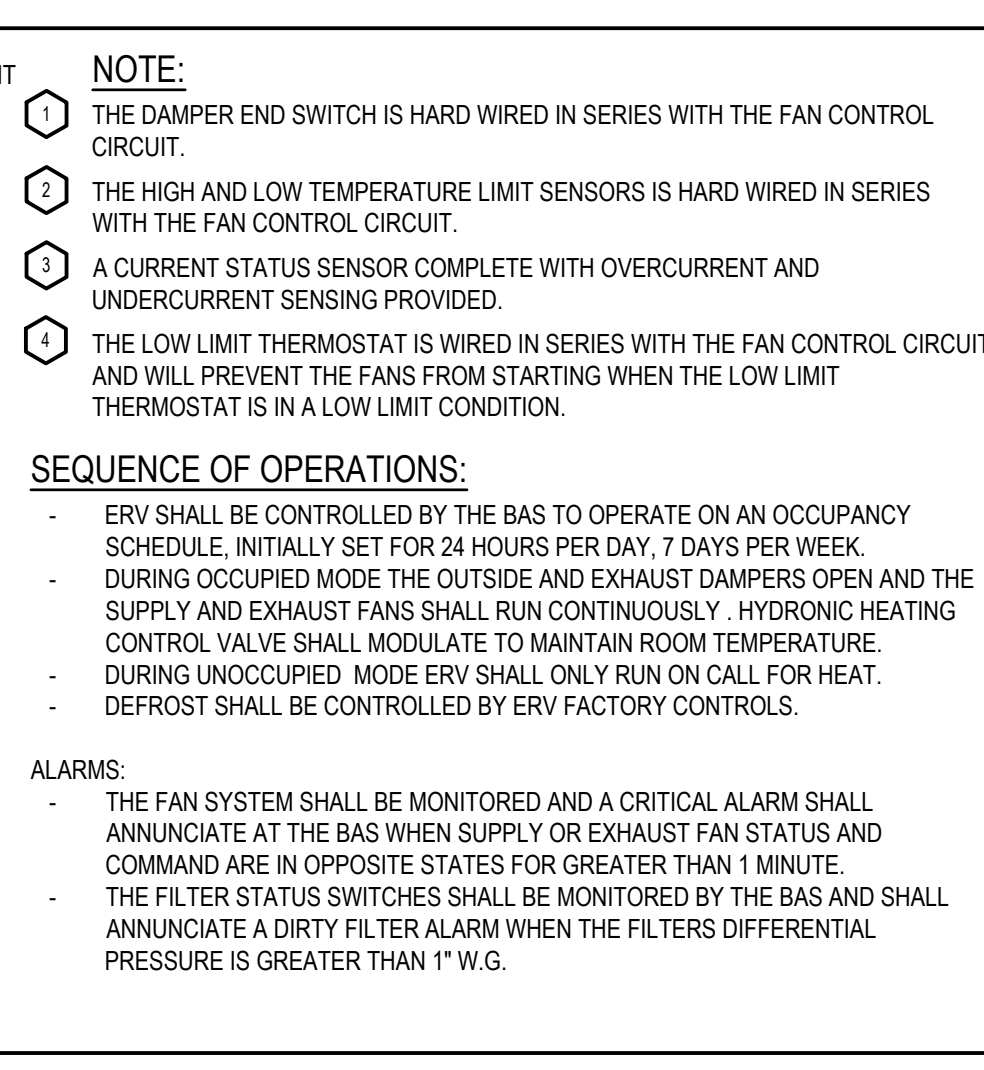 NOTE:
1 THE DAMPER END SWITCH IS HARD WIRED IN SERIES WITH THE FAN CONTROL
CIRCUIT.
2 THE HIGH AND LOW TEMPERATURE LIMIT SENSORS IS HARD WIRED IN SERIES
WITH THE FAN CONTROL CIRCUIT.
3 A CURRENT STATUS SENSOR COMPLETE WITH OVERCURRENT AND
UNDERCURRENT SENSING PROVIDED.
4 THE LOW LIMIT THERMOSTAT IS WIRED IN SERIES WITH THE FAN CONTROL CIRCUIT
AND WILL PREVENT THE FANS FROM STARTING WHEN THE LOW LIMIT
THERMOSTAT IS IN A LOW LIMIT CONDITION.
SEQUENCE OF OPERATIONS:
- ERV SHALL BE CONTROLLED BY THE BAS TO OPERATE ON AN OCCUPANCY
SCHEDULE, INITIALLY SET FOR 24 HOURS PER DAY, 7 DAYS PER WEEK.
- DURING OCCUPIED MODE THE OUTSIDE AND EXHAUST DAMPERS OPEN AND THE
SUPPLY AND EXHAUST FANS SHALL RUN CONTINUOUSLY . HYDRONIC HEATING
CONTROL VALVE SHALL MODULATE TO MAINTAIN ROOM TEMPERATURE.
- DURING UNOCCUPIED MODE ERV SHALL ONLY RUN ON CALL FOR HEAT.
- DEFROST SHALL BE CONTROLLED BY ERV FACTORY CONTROLS.
ALARMS:
- THE FAN SYSTEM SHALL BE MONITORED AND A CRITICAL ALARM SHALL
ANNUNCIATE AT THE BAS WHEN SUPPLY OR EXHAUST FAN STATUS AND
COMMAND ARE IN OPPOSITE STATES FOR GREATER THAN 1 MINUTE.
- THE FILTER STATUS SWITCHES SHALL BE MONITORED BY THE BAS AND SHALL
ANNUNCIATE A DIRTY FILTER ALARM WHEN THE FILTERS DIFFERENTIAL
PRESSURE IS GREATER THAN 1" W.G.